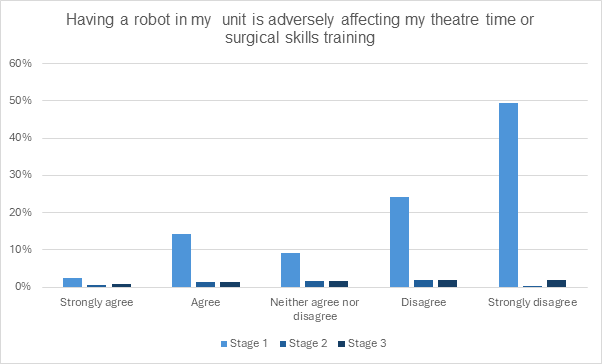 Having a robot in my  unit is adversely affecting my theatre time or
surgical skills training
60%
50%
40%
30%
20%
10%
0%
Strongly agree
Agree
Neither agree nor
disagree
Disagree
Strongly disagree
Stage 1 Stage 2 Stage 3